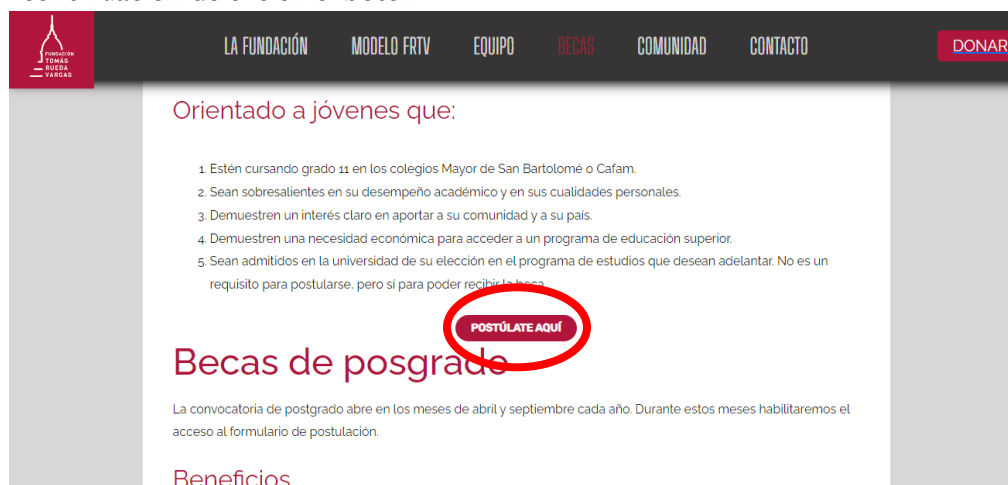 FUNDACIÓN
TOMÁS
RUEDA
VARGAS
LA FUNDACIÓN MODELO FRTV EQUIPO BECAS COMUNIDAD CONTACTO DONAR
Orientado a jóvenes que:
1. Estén cursando grado 11 en los colegios Mayor de San Bartolomé o Cafam.
2. Sean sobresalientes en su desempeño académico y en sus cualidades personales.
3. Demuestren un interés claro en aportar a su comunidad y a su país.
4. Demuestren una necesidad económica para acceder a un programa de educación superior.
5. Sean admitidos en la universidad de su elección en el programa de estudios que desean adelantar. No es un
requisito para postularse, pero sí para poder recibir la beca.
POSTÚLATE AQUÍ
Becas de posgrado
La convocatoria de postgrado abre en los meses de abril y septiembre cada año. Durante estos meses habilitaremos el
acceso al formulario de postulación.
Beneficios